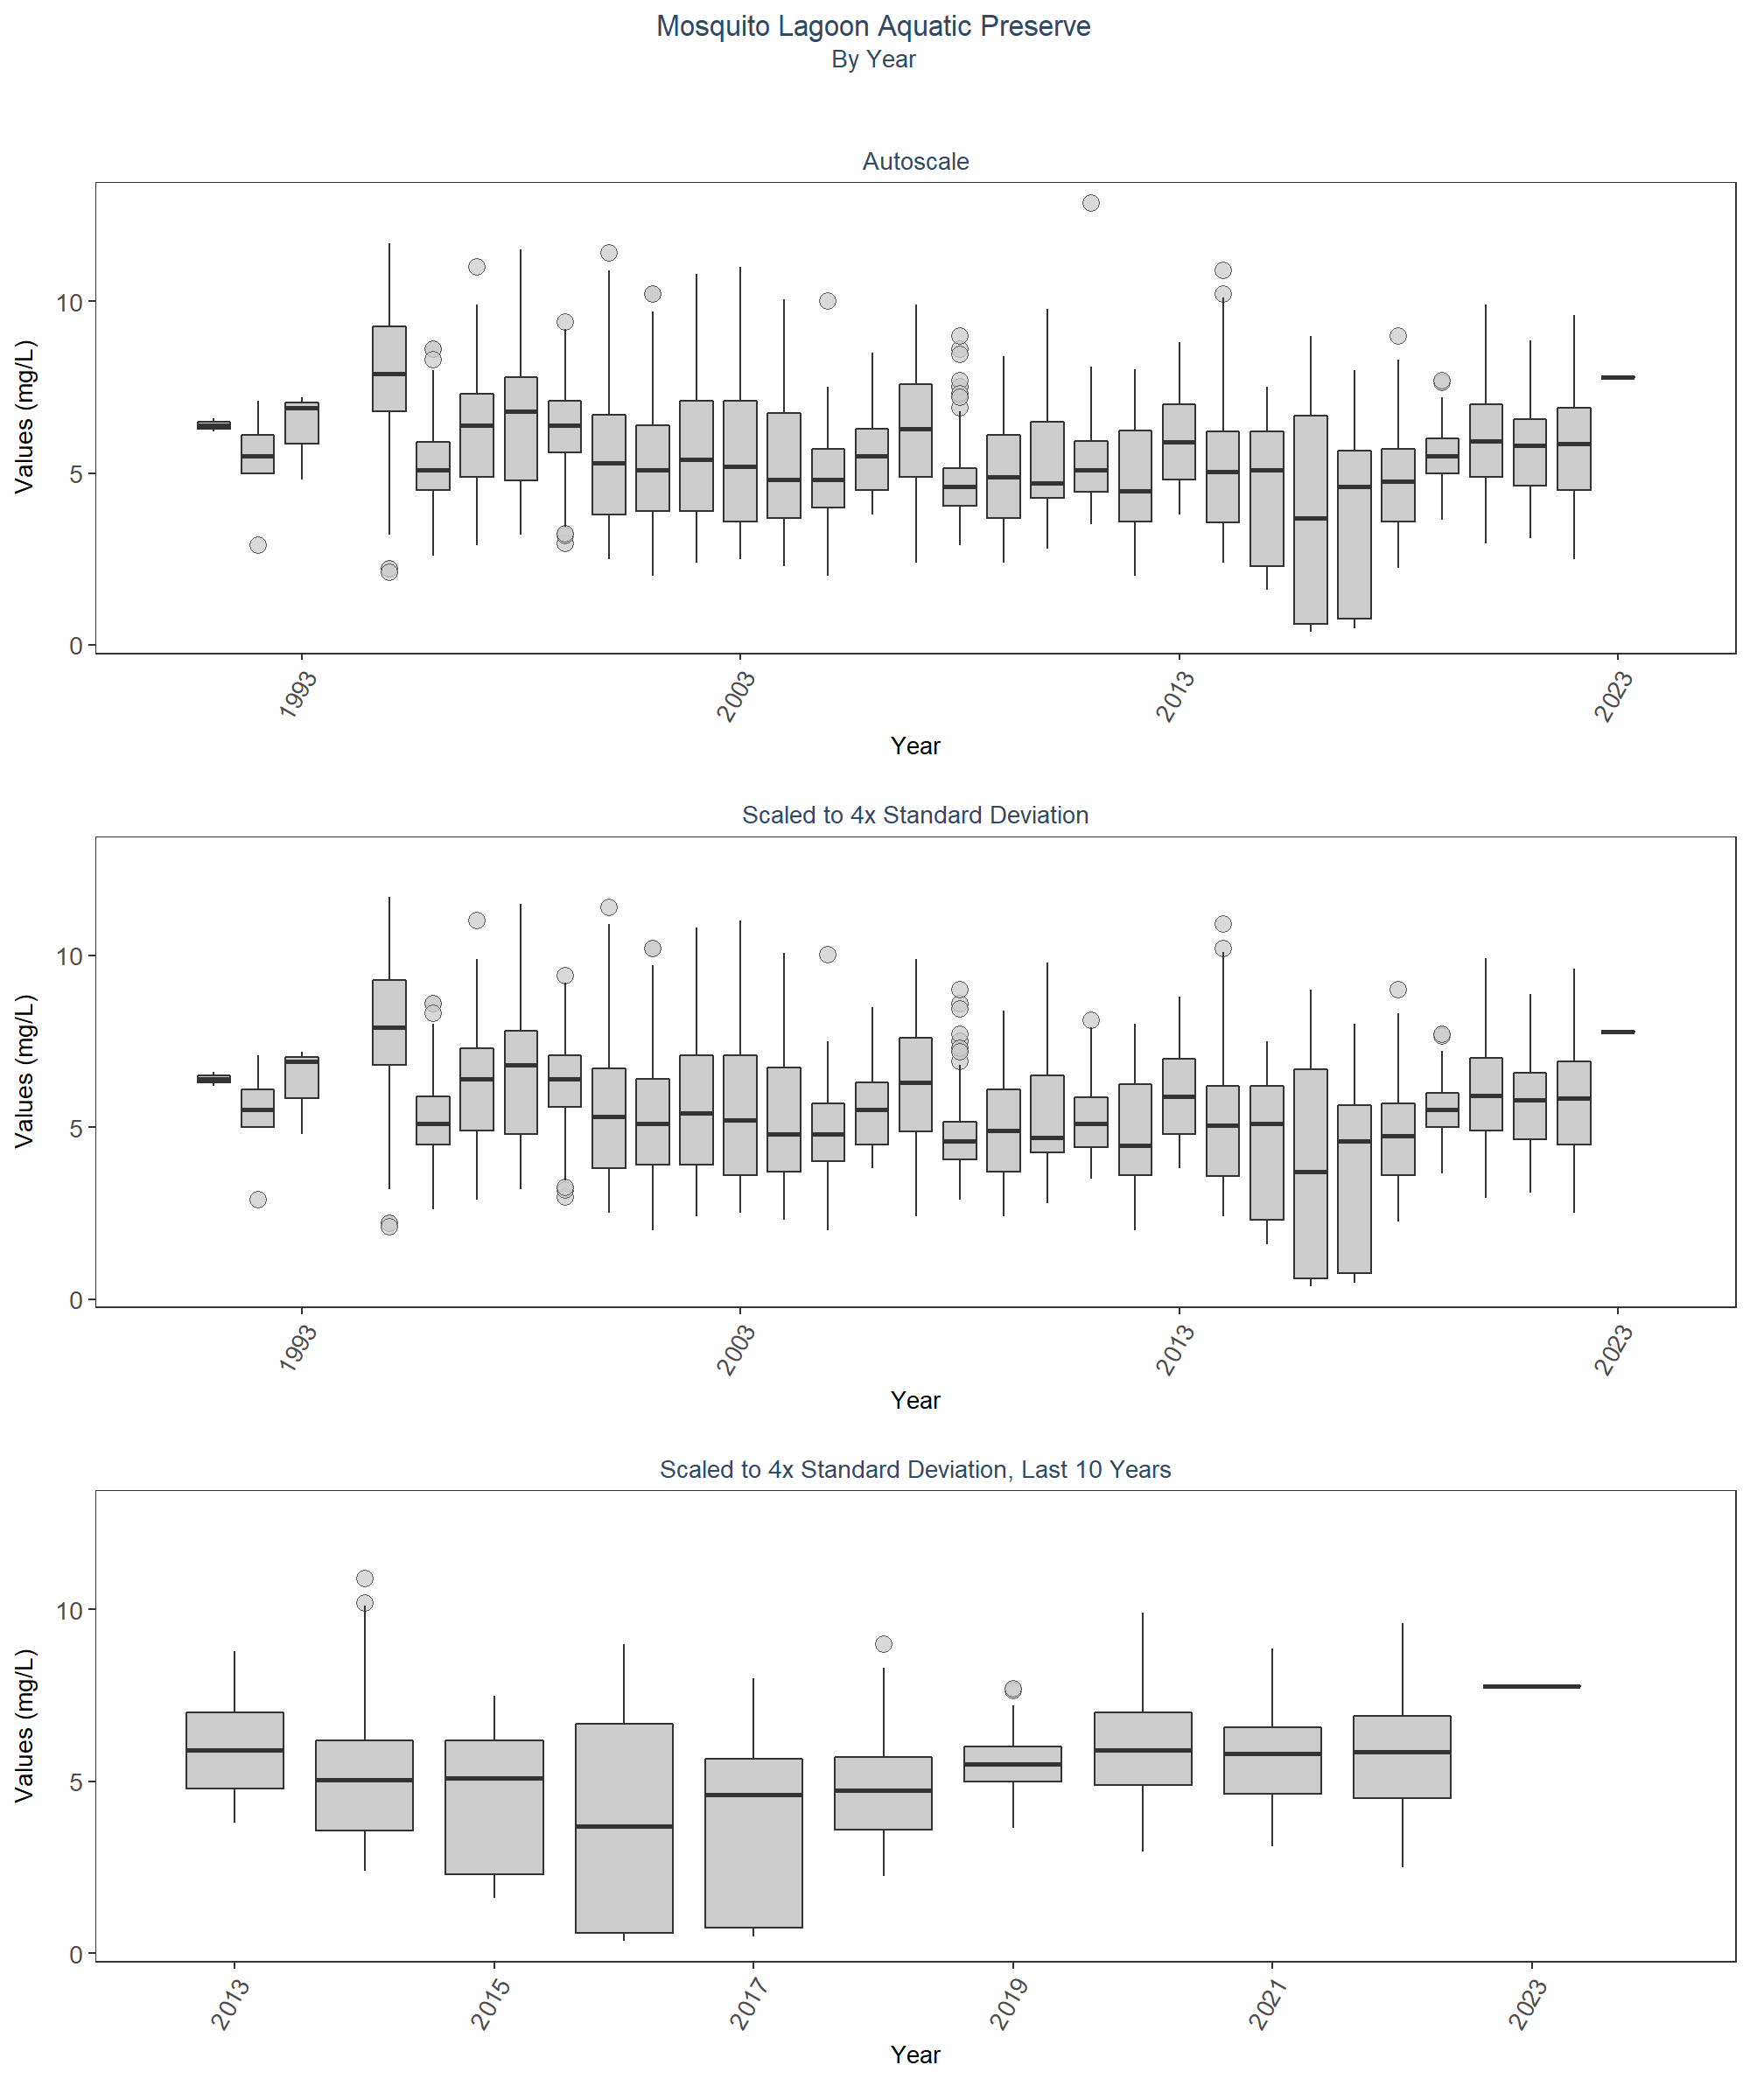 Mosquito Lagoon Aquatic Preserve
By Year
Autoscale
Values (mg/L)
10
5
0
1993
2003
2013
2023
Year
Scaled to 4x Standard Deviation
Values (mg/L)
10
5
0
1993
2003
2013
2023
Year
Scaled to 4x Standard Deviation, Last 10 Years
Values (mg/L)
10
5
0
2013
2015
2017
2019
2021
2023
Year